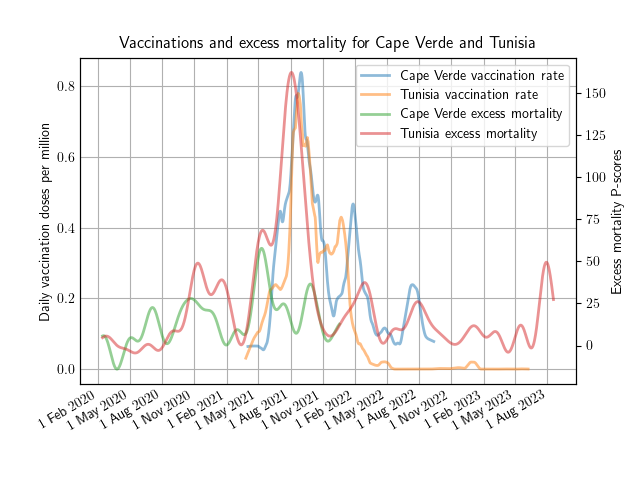 Vaccinations and excess mortality for Cape Verde and Tunisia
Cape Verde vaccination rate
Tunisia vaccination rate
Cape Verde excess mortality
Tunisia excess mortality
Daily vaccination doses per million
0.8
0.6
0.4
0.2
0.0
150
125
100
75
50
25
0
Excess mortality P-scores
1 Feb 2020
1 May 2020
1 Aug 2020
1 Nov 2020
1 Feb 2021
1 May 2021
1 Aug 2021
1 Nov 2021
1 Feb 2022
1 May 2022
1 Aug 2022
1 Nov 2022
1 Feb 2023
1 May 2023
1 Aug 2023